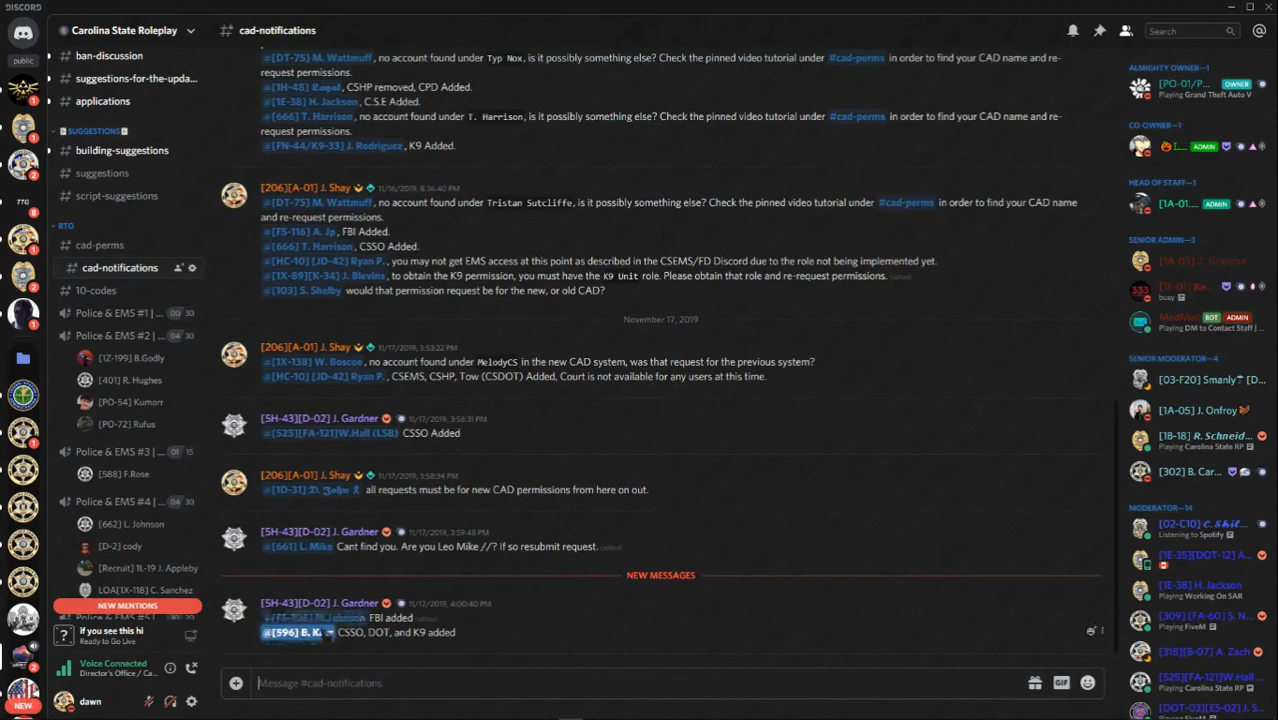 DISCORD
public
Carolina State Roleplay
ban-discussion
suggestions-for-the-upda...
applications
SUGGESTIONS
building-suggestions
suggestions
script-suggestions
RTO
cad-perms
cad-notifications
10-codes
Police & EMS #1 | ... 00 30
Police & EMS #2 | ... 04 30
[1Z-199] B.Godly
[401] R. Hughes
[PO-54] Kumorr
[PO-72] Rufus
Police & EMS #3 | ... 01 15
[588] F.Rose
Police & EMS #4 | ... 04 30
[662] L. Johnson
[D-2] cody
[Recruit] 1L-19 J. Appleby
LOA[1X-118] C. Sanchez
NEW MENTIONS
if you see this hi
Ready to Go Live
Voice Connected
Director's Office / Ca...
dawn
TTG
NEW
# cad-notifications
Search
@[DT-75] M. Wattmuff, no account found under Typ Nox, is it possibly something else? Check the pinned video tutorial under #cad-perms in order to find your CAD name and re-
request permissions.
@[1H-48] Royal, CSHP removed, CPD Added.
@[1E-38] H. Jackson, C.S.E Added.
@[666] T. Harrison, no account found under T. Harrison, is it possibly something else? Check the pinned video tutorial under #cad-perms in order to find your CAD name and re-
request permissions.
@[FN-44/K9-33] J. Rodriguez, K9 Added.
[206][A-01] J. Shay 11/16/2019, 8:36:40 PM
@[DT-75] M. Wattmuff, no account found under Tristan Sutcliffe, is it possibly something else? Check the pinned video tutorial under #cad-perms in order to find your CAD name
and re-request permissions.
@[FS-116] A. Jp, FBI Added.
@[666] T. Harrison, CSSO Added.
@[HC-10] [JD-42] Ryan P., you may not get EMS access at this point as described in the CSEMS/FD Discord due to the role not being implemented yet.
@[1X-89][K-34] J. Blevins, to obtain the K9 permission, you must have the K9 Unit role. Please obtain that role and re-request permissions. (edited)
@[103] S. Shelby would that permission request be for the new, or old CAD?
November 17, 2019
[206][A-01] J. Shay 11/17/2019, 3:53:22 PM
@[1X-138] W. Boscoe, no account found under MelodyCS in the new CAD system, was that request for the previous system?
@[HC-10] [JD-42] Ryan P., CSEMS, CSHP, Tow (CSDOT) Added, Court is not available for any users at this time.
[5H-43][D-02] J. Gardner 11/17/2019, 3:58:31 PM
@[525][FA-121]W.Hall (LSB) CSSO Added
[206][A-01] J. Shay 11/17/2019, 3:58:34 PM
@[1D-31] all requests must be for new CAD permissions from here on out.
[5H-43][D-02] J. Gardner 11/17/2019, 3:59:48 PM
@[661] L. Mike Cant find you. Are you Leo Mike //? If so resubmit request. (edited)
NEW MESSAGES
[5H-43][D-02] J. Gardner 11/17/2019, 4:00:40 PM
FBI added
@[596] B. K. CSSO, DOT, and K9 added
Message #cad-notifications
GIF
ALMIGHTY OWNER—1
[PO-01/P... OWNER
Playing Grand Theft Auto V
CO-OWNER—1
ADMIN
HEAD OF STAFF—1
[1A-01... ADMIN
SENIOR ADMIN—3
busy
ModMail BOT ADMIN
Playing DM to Contact Staff | ...
SENIOR MODERATOR—4
[03-F20] Smanly [D...
[1A-05] J. Onfroy
[1B-18] R. Schneid...
Playing Carolina State RP
[302] B. Car...
MODERATOR—14
[02-C10] C. Shil...
Listening to Spotify
[1E-35][DOT-12] A...
[1E-38] H. Jackson
Playing Working On SAR
[309] [FA-60] S. N...
Playing FiveM
[318][B-07] A. Zach
[525][FA-121]W.Hall ...
Playing Carolina State RP
[DOT-03][ES-02] J. S...
Playing FiveM